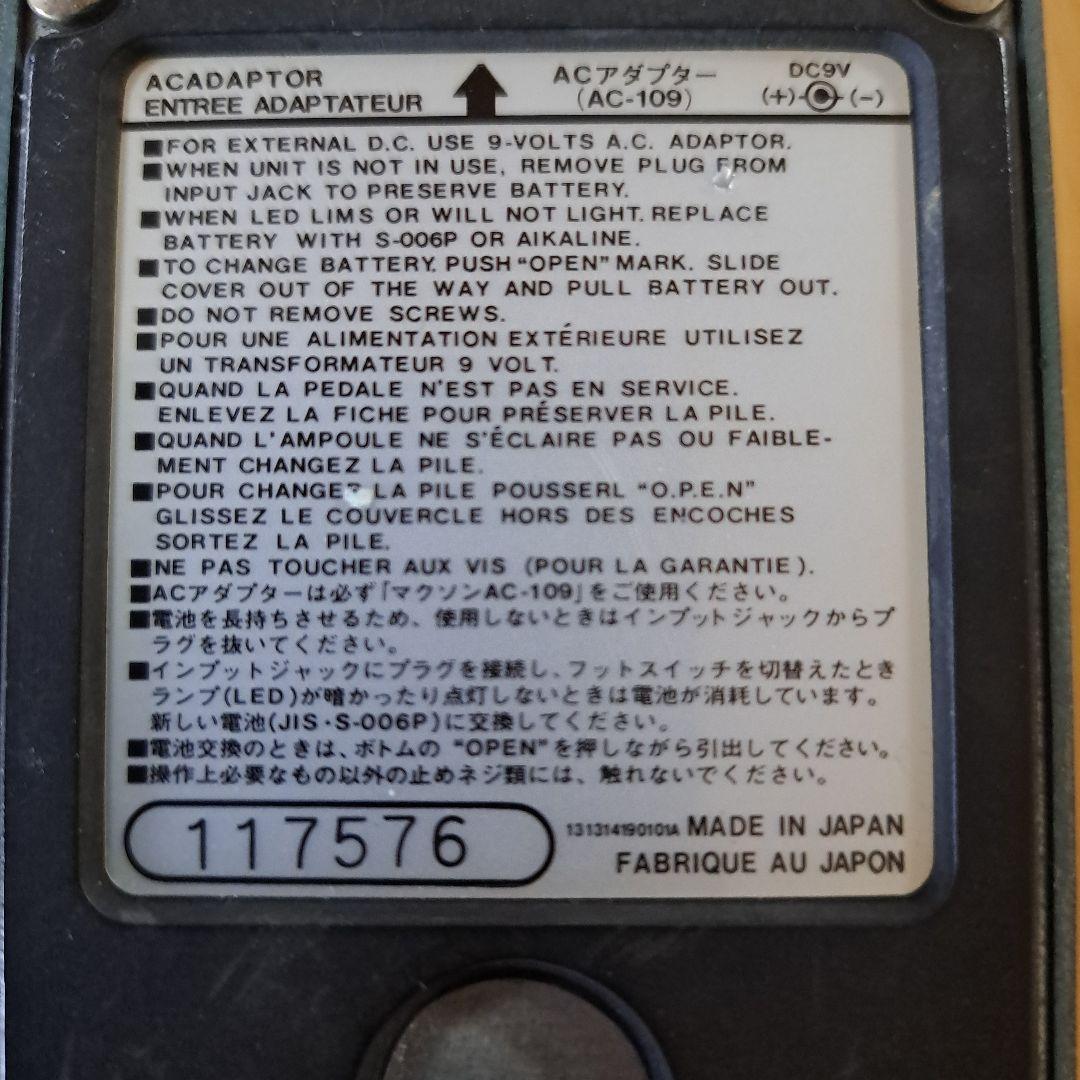 ACADAPTOR
ENTREE ADAPTATEUR
ACアダプター
(AC-109)
DC9V
(+) (-)
■FOR EXTERNAL D.C. USE 9-VOLTS A.C. ADAPTOR.
■WHEN UNIT IS NOT IN USE, REMOVE PLUG FROM
INPUT JACK TO PRESERVE BATTERY.
■WHEN LED LIMS OR WILL NOT LIGHT. REPLACE
BATTERY WITH S-006P OR AIKALINE.
■TO CHANGE BATTERY. PUSH "OPEN" MARK. SLIDE
COVER OUT OF THE WAY AND PULL BATTERY OUT.
■DO NOT REMOVE SCREWS.
■POUR UNE ALIMENTATION EXTÉRIEURE UTILISEZ
UN TRANSFORMATEUR 9 VOLT.
■QUAND LA PEDALE N'EST PAS EN SERVICE.
ENLEVEZ LA FICHE POUR PRÉSERVER LA PILE.
■QUAND L'AMPOULE NE S'ÉCLAIRE PAS OU FAIBLE-
MENT CHANGEZ LA PILE.
■POUR CHANGEZ LA PILE POUSSERL "O.P.E.N"
GLISSEZ LE COUVERCLE HORS DES ENCOCHES
SORTEZ LA PILE.
■NE PAS TOUCHER AUX VIS (POUR LA GARANTIE).
■ACアダプターは必ず「マクソンAC-109」をご使用ください。
■電池を長持ちさせるため、使用しないときはインプットジャックからプ
ラグを抜いてください。
■インプットジャックにプラグを接続し、フットスイッチを切替えたとき
ランプ(LED)が暗かったり点灯しないときは電池が消耗しています。
新しい電池(JIS・S-006P)に交換してください。
■電池交換のときは、ボトムの "OPEN"を押しながら引出してください。
■操作上必要なもの以外の止めネジ類には、触れないでください。
117576
131314190101A MADE IN JAPAN
FABRIQUE AU JAPON